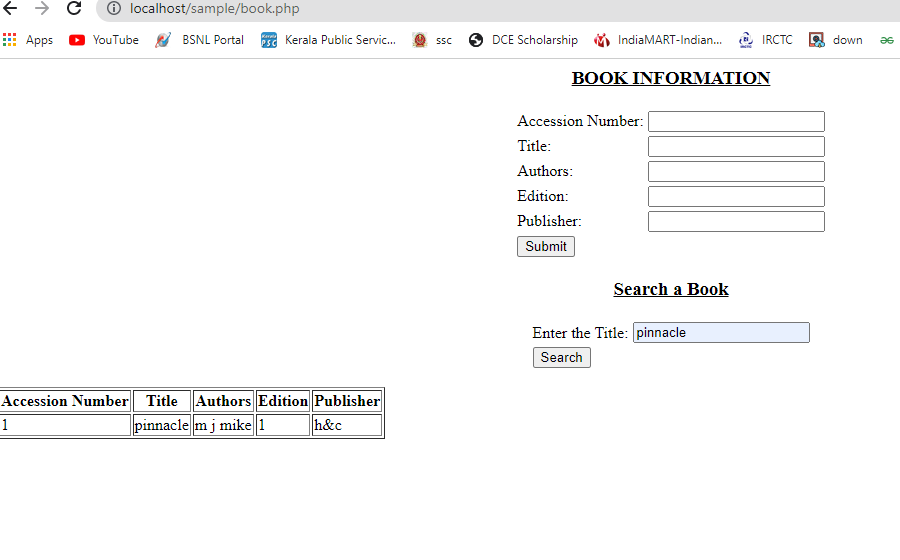 localhost/sample/book.php
Apps YouTube BSNL Portal Kerala Public Servic... ssc DCE Scholarship IndiaMART-Indian... IRCTC down
BOOK INFORMATION
Accession Number:
Title:
Authors:
Edition:
Publisher:
Submit
Search a Book
Enter the Title: pinnacle
Search
Accession Number Title Authors Edition Publisher
1 pinnacle m j mike 1 h&c